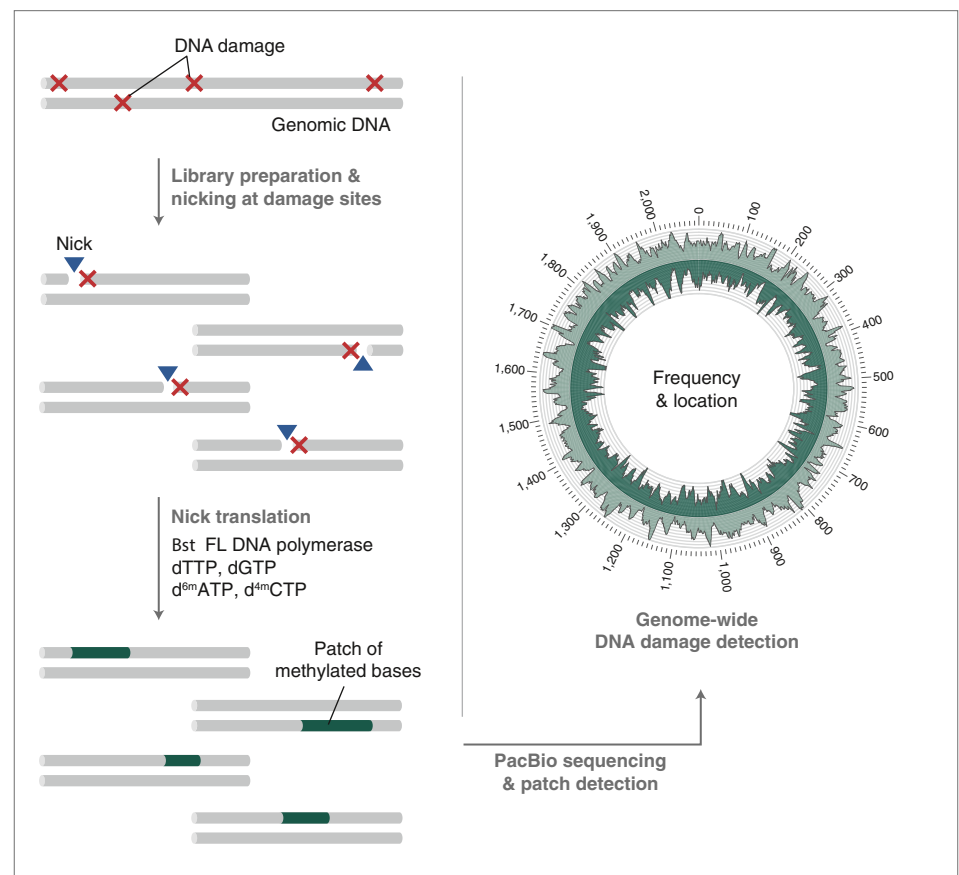 DNA damage
Genomic DNA
Library preparation &
nicking at damage sites
Nick
Nick translation
Bst FL DNA polymerase
dTTP, dGTP
d⁶ᵐATP, d⁴ᵐCTP
Patch of
methylated bases
PacBio sequencing
& patch detection
0
100
200
300
400
500
600
700
800
900
1,000
1,100
1,200
1,300
1,400
1,500
1,600
1,700
1,800
1,900
2,000
Frequency
& location
Genome-wide
DNA damage detection